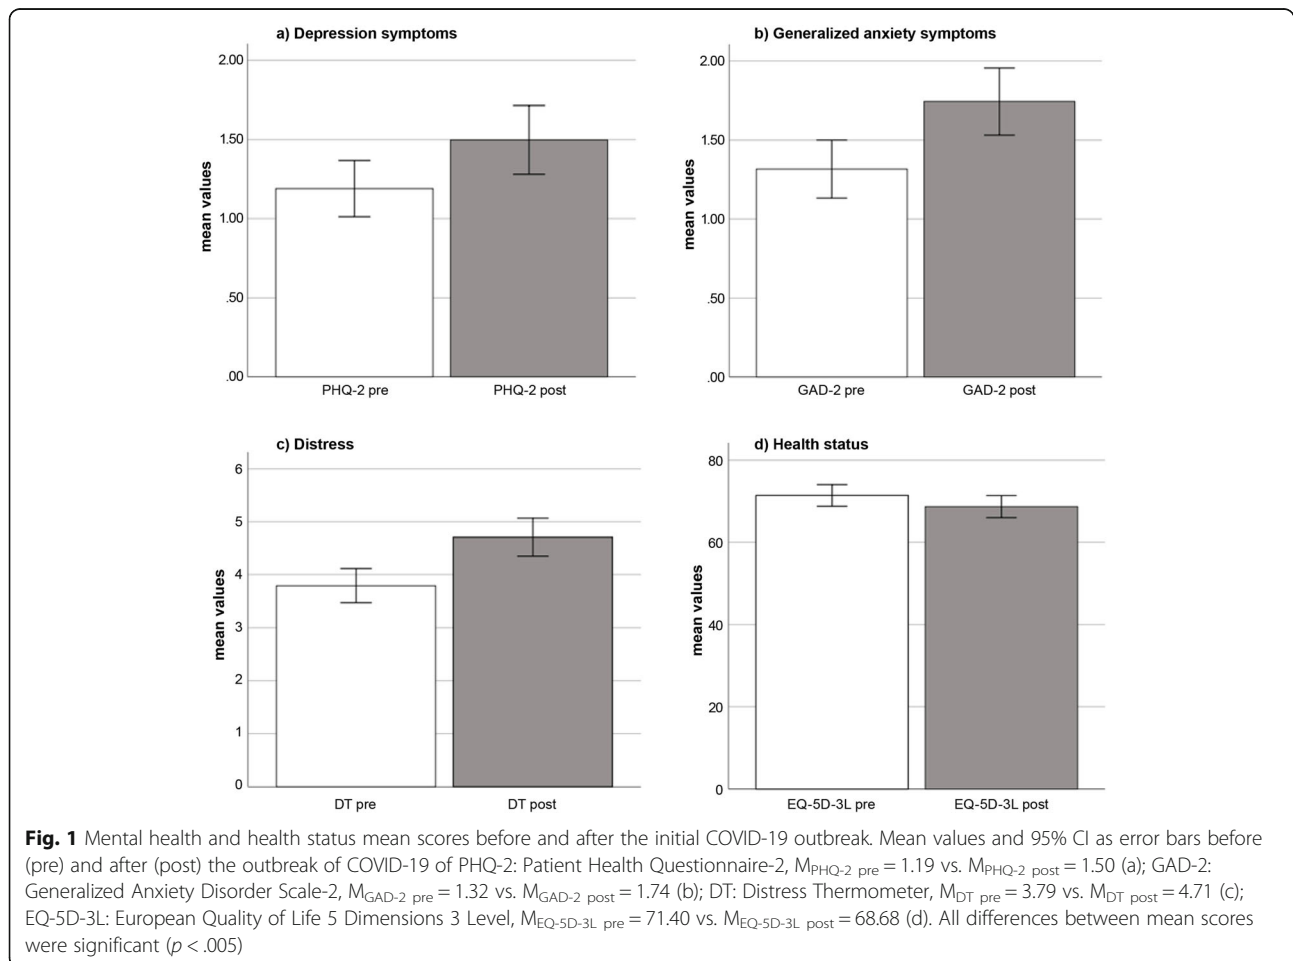 a) Depression symptoms
2.00
1.50
1.00
.50
.00
mean values
PHQ-2 pre
PHQ-2 post
b) Generalized anxiety symptoms
2.00
1.50
1.00
.50
.00
mean values
GAD-2 pre
GAD-2 post
c) Distress
6
5
4
3
2
1
0
mean values
DT pre
DT post
d) Health status
80
60
40
20
0
mean values
EQ-5D-3L pre
EQ-5D-3L post
Fig. 1 Mental health and health status mean scores before and after the initial COVID-19 outbreak. Mean values and 95% CI as error bars before
(pre) and after (post) the outbreak of COVID-19 of PHQ-2: Patient Health Questionnaire-2, MPHQ-2 pre = 1.19 vs. MPHQ-2 post = 1.50 (a); GAD-2:
Generalized Anxiety Disorder Scale-2, MGAD-2 pre = 1.32 vs. MGAD-2 post = 1.74 (b); DT: Distress Thermometer, MDT pre = 3.79 vs. MDT post = 4.71 (c);
EQ-5D-3L: European Quality of Life 5 Dimensions 3 Level, MEQ-5D-3L pre = 71.40 vs. MEQ-5D-3L post = 68.68 (d). All differences between mean scores
were significant (p < .005)